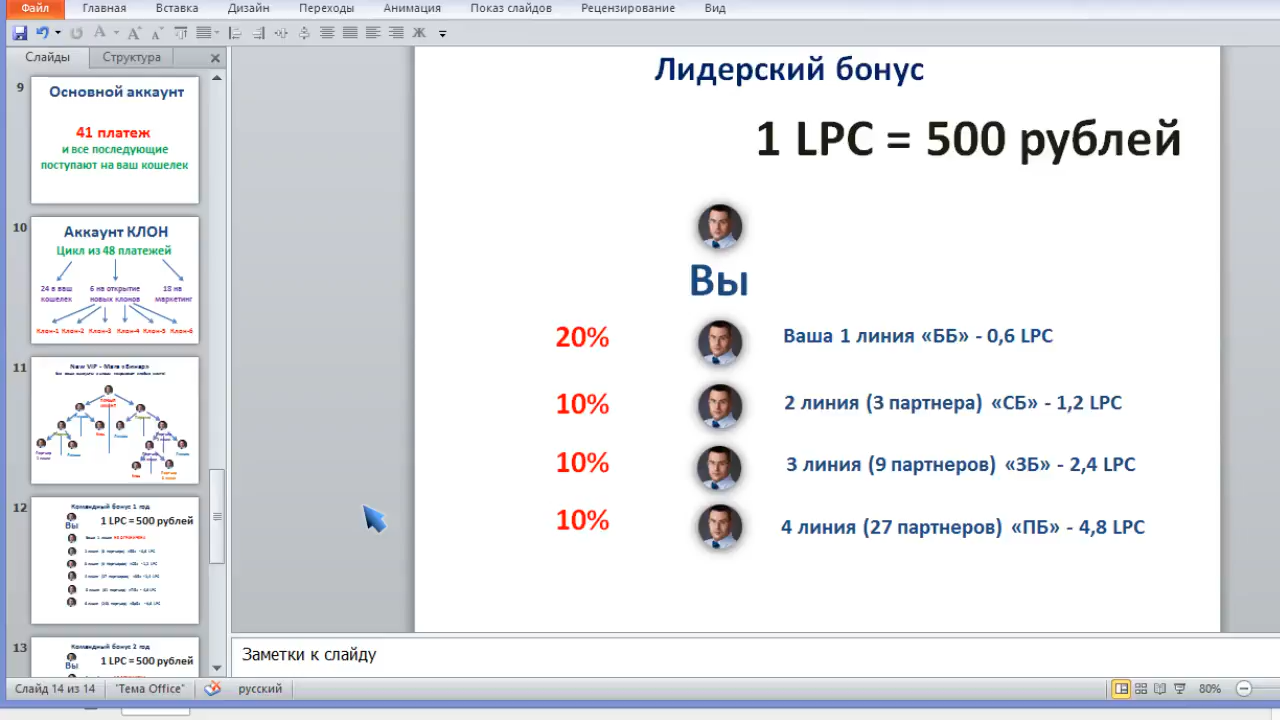 Файл Главная Вставка Дизайн Переходы Анимация Показ слайдов Рецензирование Вид
Слайды Структура
9
Основной аккаунт
41 платеж
и все последующие
поступают на ваш кошелек
10
Аккаунт КЛОН
Цикл из 48 платежей
24 в ваш кошелек
6 на открытие новых клонов
18 на маркетинг
Клон-1 Клон-2 Клон-3 Клон-4 Клон-5 Клон-6
11
New VIP - Мега «Бинар»
12
Командный бонус 1 год
Вы
1 LPC = 500 рублей
13
Командный бонус 2 год
Вы
1 LPC = 500 рублей
Лидерский бонус
1 LPC = 500 рублей
Вы
20% Ваша 1 линия «ББ» - 0,6 LPC
10% 2 линия (3 партнера) «СБ» - 1,2 LPC
10% 3 линия (9 партнеров) «ЗБ» - 2,4 LPC
10% 4 линия (27 партнеров) «ПБ» - 4,8 LPC
Заметки к слайду
Слайд 14 из 14 "Тема Office" русский 80%